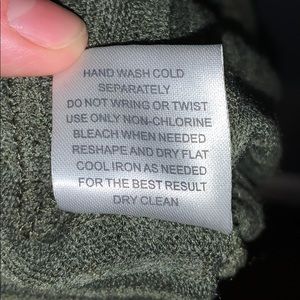 HAND WASH COLD
SEPARATELY
DO NOT WRING OR TWIST
USE ONLY NON-CHLORINE
BLEACH WHEN NEEDED
RESHAPE AND DRY FLAT
COOL IRON AS NEEDED
FOR THE BEST RESULT
DRY CLEAN